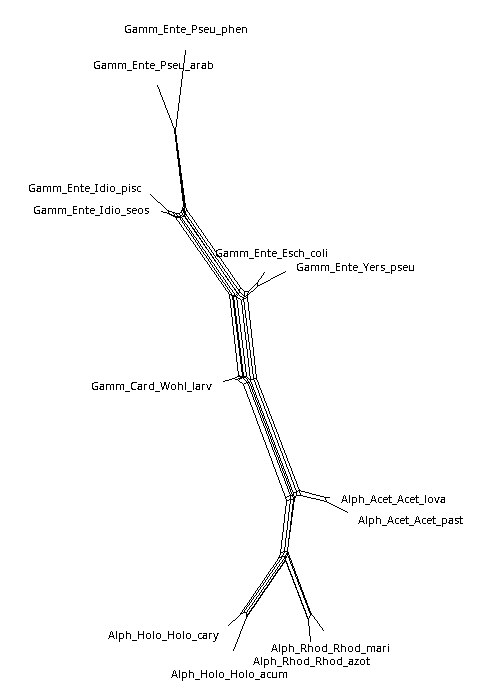 Gamm_Ente_Pseu_phen
Gamm_Ente_Pseu_arab
Gamm_Ente_Idio_pisc
Gamm_Ente_Idio_seos
Gamm_Ente_Esch_coli
Gamm_Ente_Yers_pseu
Gamm_Card_Wohl_larv
Alph_Acet_Acet_lova
Alph_Acet_Acet_past
Alph_Holo_Holo_cary
Alph_Rhod_Rhod_mari
Alph_Rhod_Rhod_azot
Alph_Holo_Holo_acum